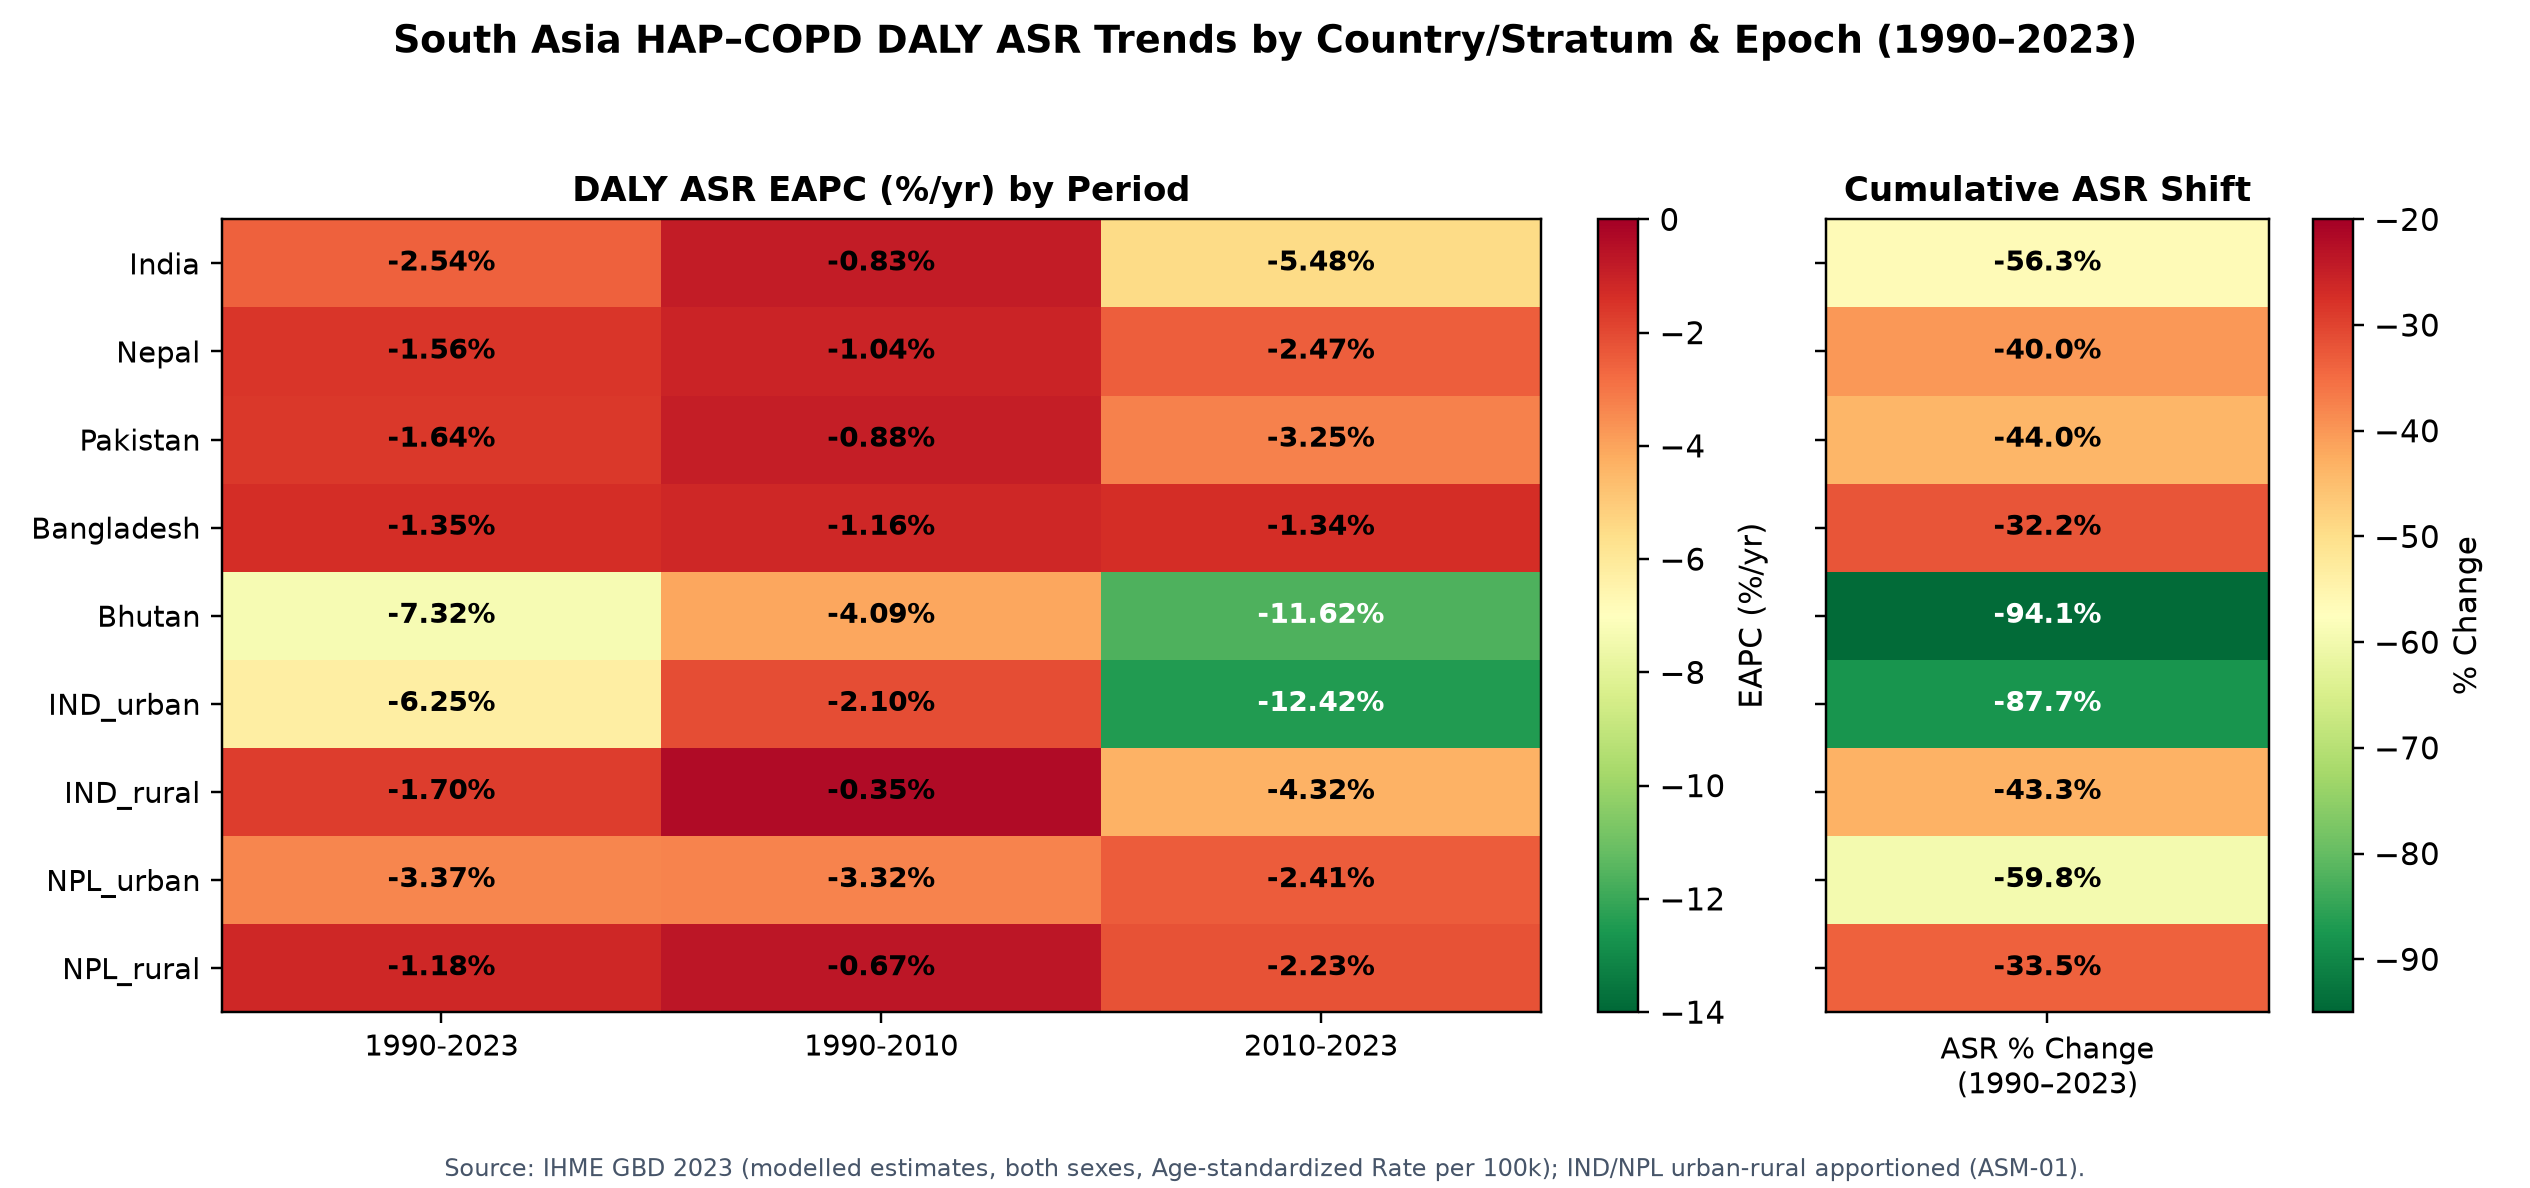 South Asia HAP–COPD DALY ASR Trends by Country/Stratum & Epoch (1990–2023)
DALY ASR EAPC (%/yr) by Period
India -2.54% -0.83% -5.48%
Nepal -1.56% -1.04% -2.47%
Pakistan -1.64% -0.88% -3.25%
Bangladesh -1.35% -1.16% -1.34%
Bhutan -7.32% -4.09% -11.62%
IND_urban -6.25% -2.10% -12.42%
IND_rural -1.70% -0.35% -4.32%
NPL_urban -3.37% -3.32% -2.41%
NPL_rural -1.18% -0.67% -2.23%
1990-2023 1990-2010 2010-2023
0
−2
−4
−6
−8
−10
−12
−14
EAPC (%/yr)
Cumulative ASR Shift
-56.3%
-40.0%
-44.0%
-32.2%
-94.1%
-87.7%
-43.3%
-59.8%
-33.5%
ASR % Change
(1990–2023)
−20
−30
−40
−50
−60
−70
−80
−90
% Change
Source: IHME GBD 2023 (modelled estimates, both sexes, Age-standardized Rate per 100k); IND/NPL urban-rural apportioned (ASM-01).